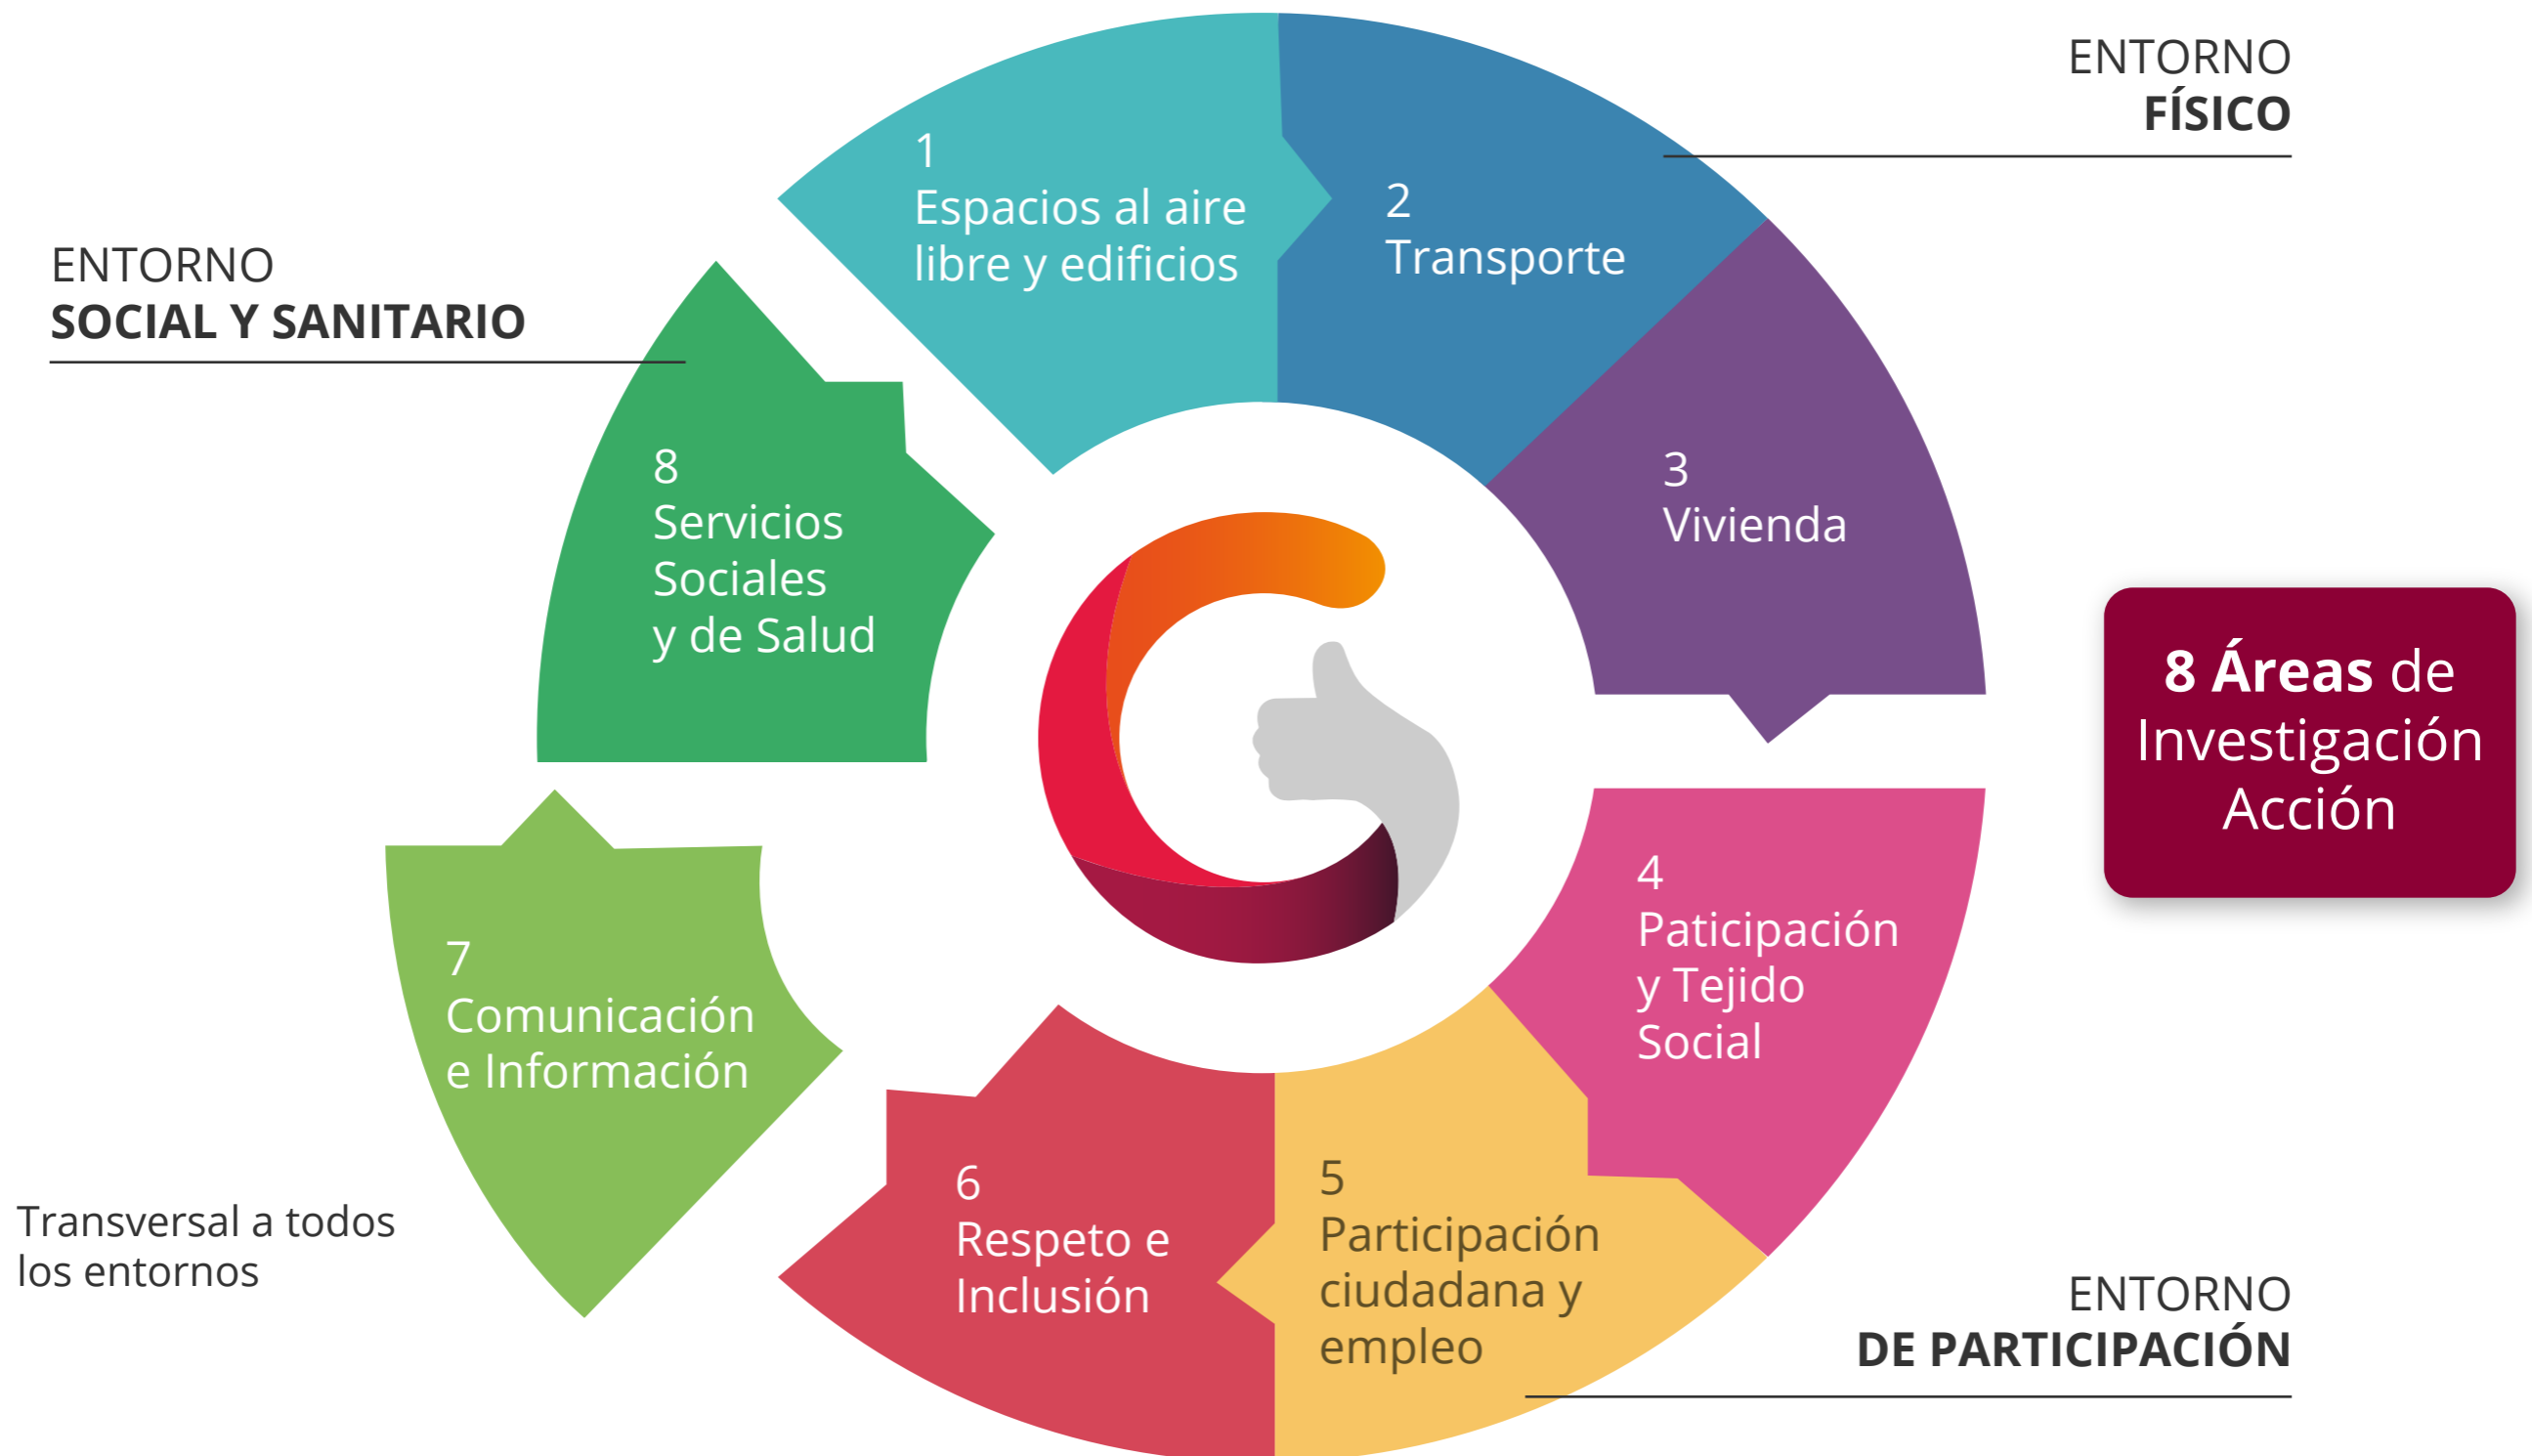 ENTORNO
FÍSICO
1
Espacios al aire
libre y edificios
2
Transporte
3
Vivienda
8 Áreas de
Investigación
Acción
4
Paticipación
y Tejido
Social
5
Participación
ciudadana y
empleo
ENTORNO
DE PARTICIPACIÓN
6
Respeto e
Inclusión
7
Comunicación
e Información
Transversal a todos
los entornos
8
Servicios
Sociales
y de Salud
ENTORNO
SOCIAL Y SANITARIO